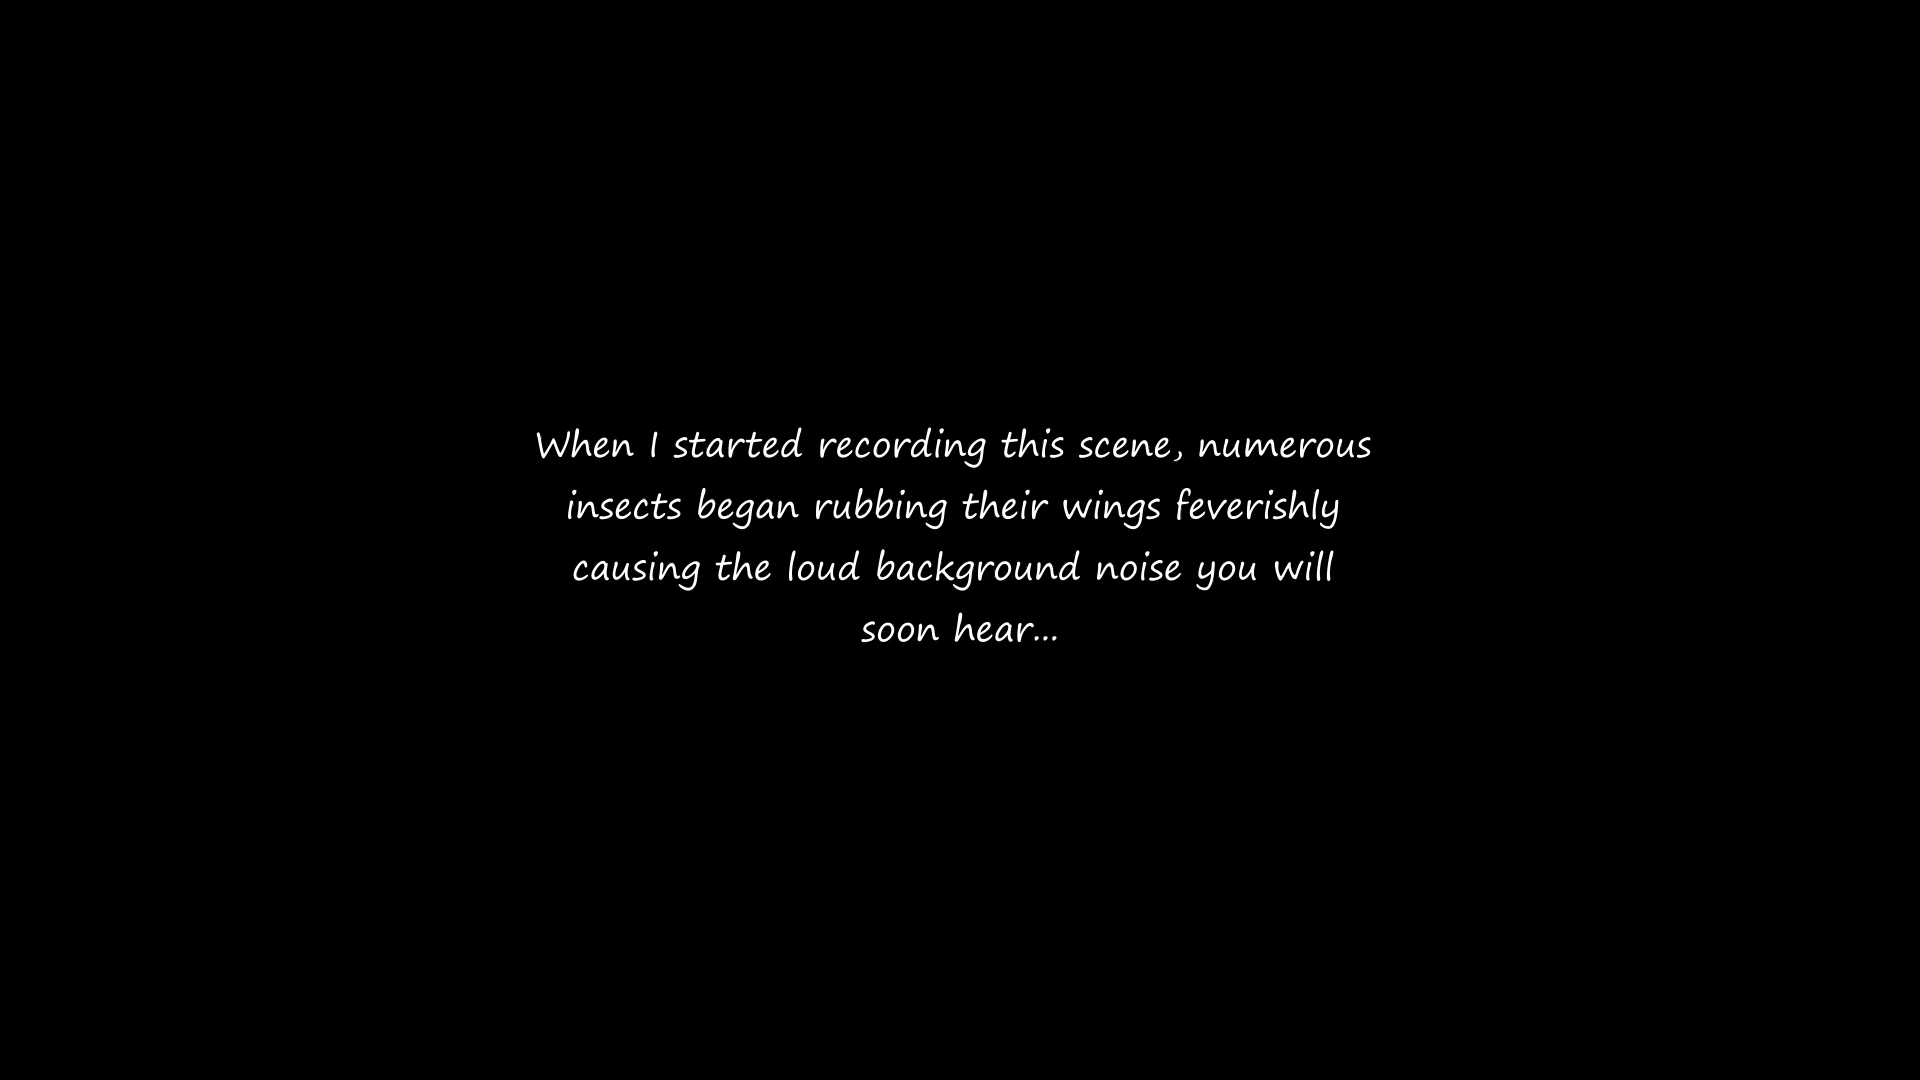 When I started recording this scene, numerous
insects began rubbing their wings feverishly
causing the loud background noise you will
soon hear...